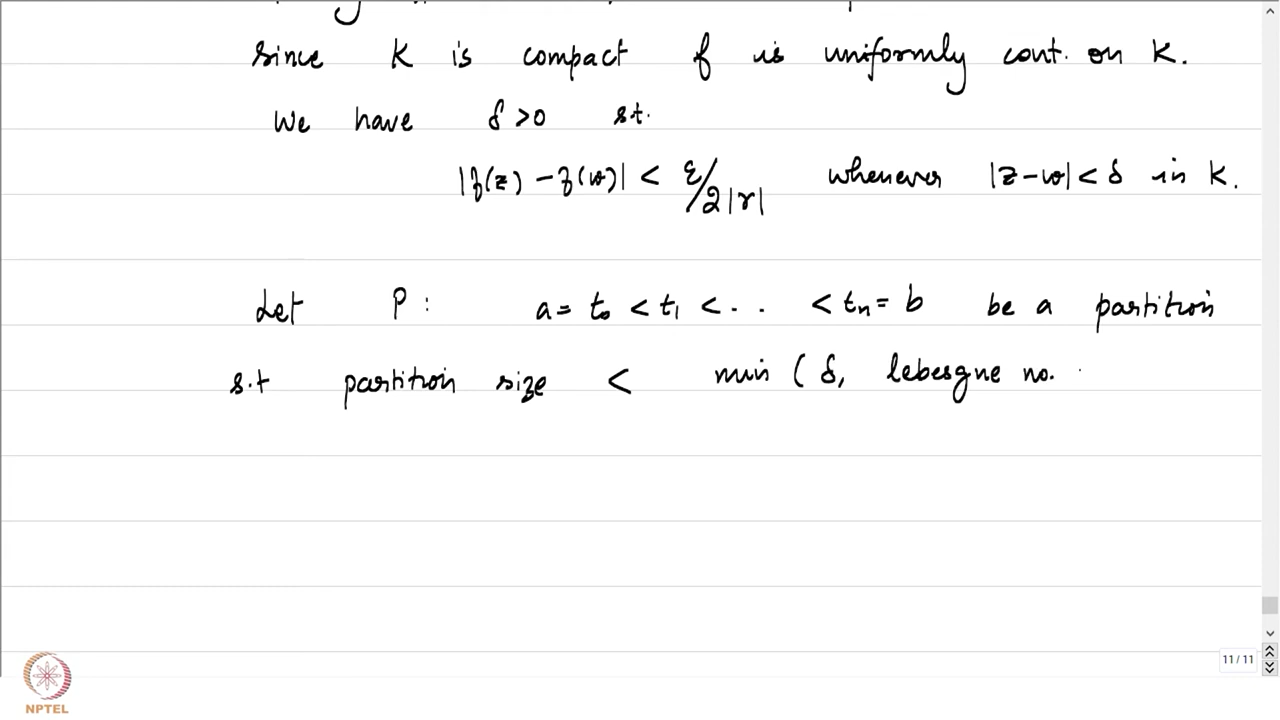 since K is compact f is uniformly cont. on K.
We have δ>0 s.t.
|f(z) - f(w)| < ε/2|γ| whenever |z-w| < δ in K.
Let P: a = t₀ < t₁ < . . . < tₙ = b be a partition
s.t partition size < min ( δ, lebesgue no.
11 / 11
NPTEL